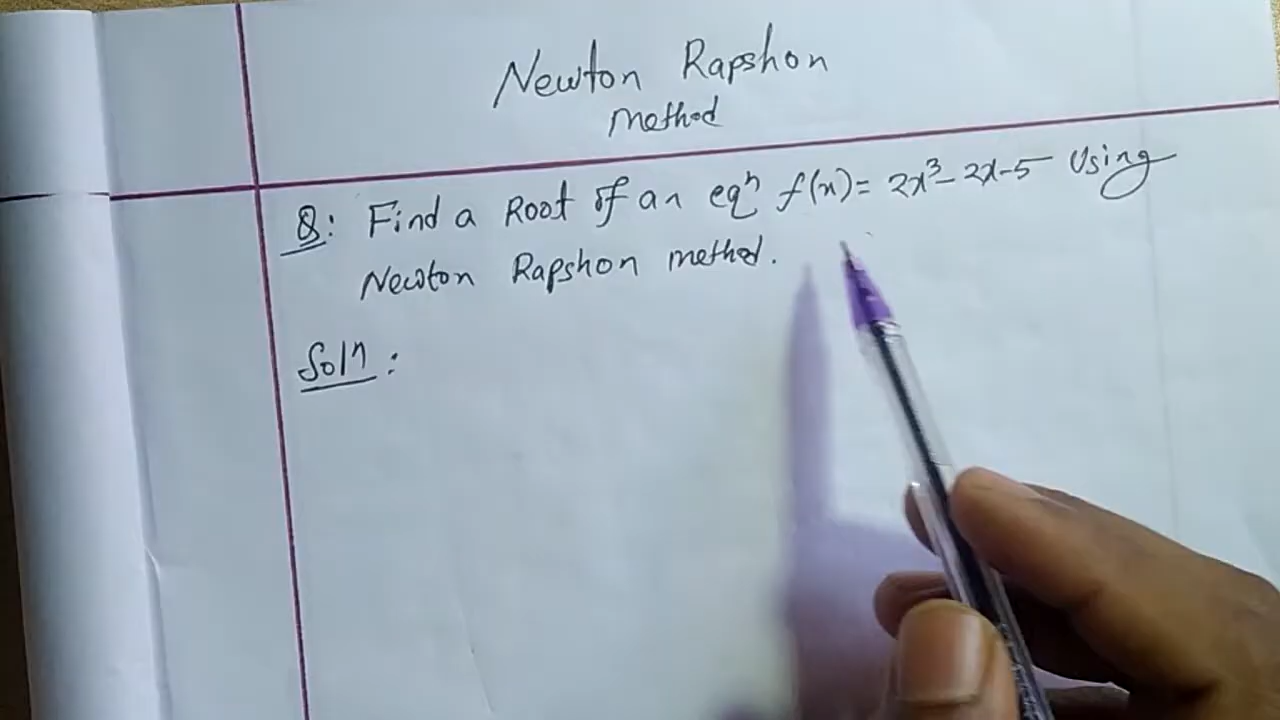 Newton Rapshon
Method
Q: Find a Root of an eqⁿ f(x)= 2x³-2x-5 Using
Newton Rapshon method.
Solⁿ: